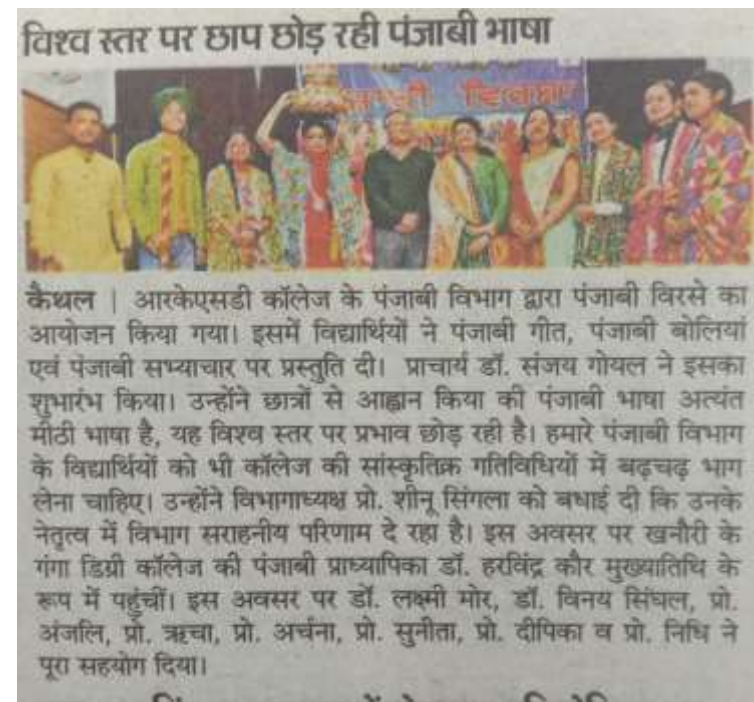 विश्व स्तर पर छाप छोड़ रही पंजाबी भाषा
कैथल | आरकेएसडी कॉलेज के पंजाबी विभाग द्वारा पंजाबी विरसे का
आयोजन किया गया। इसमें विद्यार्थियों ने पंजाबी गीत, पंजाबी बोलियां
एवं पंजाबी सभ्याचार पर प्रस्तुति दी। प्राचार्य डॉ. संजय गोयल ने इसका
शुभारंभ किया। उन्होंने छात्रों से आह्वान किया की पंजाबी भाषा अत्यंत
मीठी भाषा है, यह विश्व स्तर पर प्रभाव छोड़ रही है। हमारे पंजाबी विभाग
के विद्यार्थियों को भी कॉलेज की सांस्कृतिक्र गतिविधियों में बढ़चढ़ भाग
लेना चाहिए। उन्होंने विभागाध्यक्ष प्रो. शीनू सिंगला को बधाई दी कि उनके
नेतृत्व में विभाग सराहनीय परिणाम दे रहा है। इस अवसर पर खनौरी के
गंगा डिग्री कॉलेज की पंजाबी प्राध्यापिका डॉ. हरविंद्र कौर मुख्यातिथि के
रूप में पहुंचीं। इस अवसर पर डॉ. लक्ष्मी मोर, डॉ. विनय सिंघल, प्रो.
अंजलि, प्रो. ऋचा, प्रो. अर्चना, प्रो. सुनीता, प्रो. दीपिका व प्रो. निधि ने
पूरा सहयोग दिया।